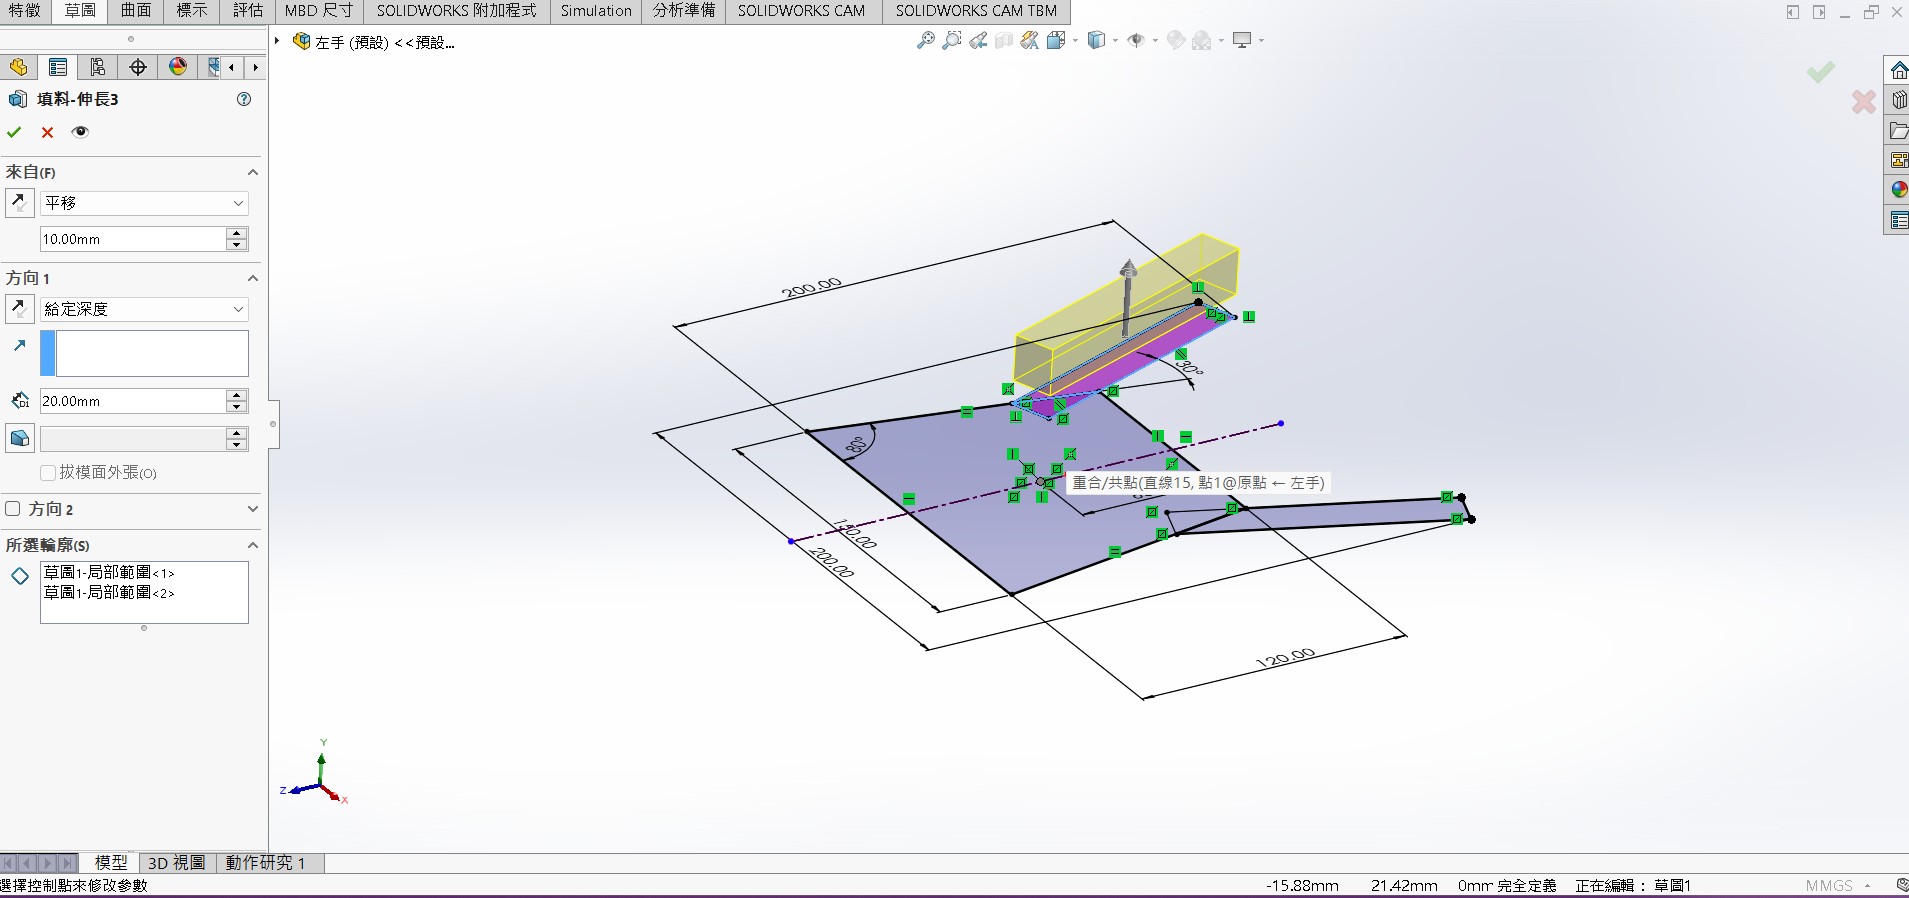 特徵 草圖 曲面 標示 評估 MBD 尺寸 SOLIDWORKS 附加程式 Simulation 分析準備 SOLIDWORKS CAM SOLIDWORKS CAM TBM
左手 (預設) <<預設...
填料-伸長3
來自(F)
平移
10.00mm
方向 1
給定深度
20.00mm
拔模面外張(O)
方向 2
所選輪廓(S)
草圖1-局部範圍<1>
草圖1-局部範圍<2>
200.00
30°
80°
重合/共點(直線15, 點1@原點 ← 左手)
200.00
120.00
Y
Z
X
模型 3D 視圖 動作研究 1
選擇控制點來修改參數
-15.88mm 21.42mm 0mm 完全定義 正在編輯： 草圖1 MMGS